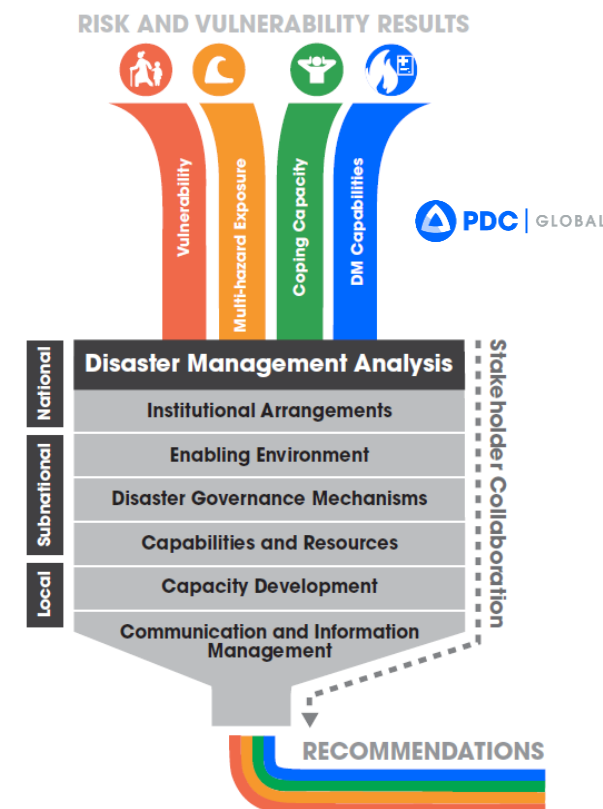 RISK AND VULNERABILITY RESULTS
Vulnerability
Multi-hazard Exposure
Coping Capacity
DM Capabilities
PDC | GLOBAL
Disaster Management Analysis
National
Institutional Arrangements
Enabling Environment
Subnational
Disaster Governance Mechanisms
Capabilities and Resources
Local
Capacity Development
Communication and Information
Management
Stakeholder Collaboration
RECOMMENDATIONS